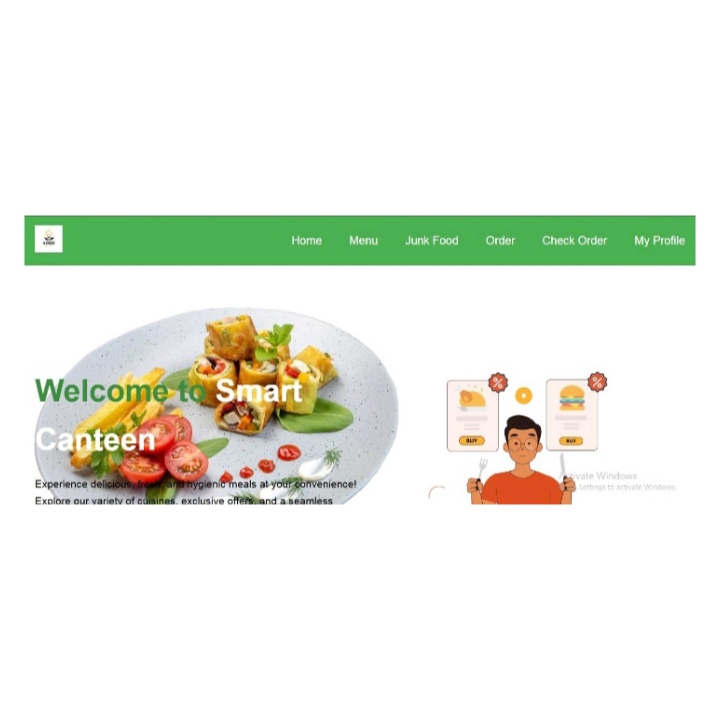 LOGO
Home Menu Junk Food Order Check Order My Profile
Welcome to Smart
Canteen
Experience delicious, fresh, and hygienic meals at your convenience!
Explore our variety of cuisines, exclusive offers, and a seamless
BUY BUY
% %
Activate Windows
Settings to activate Windows.